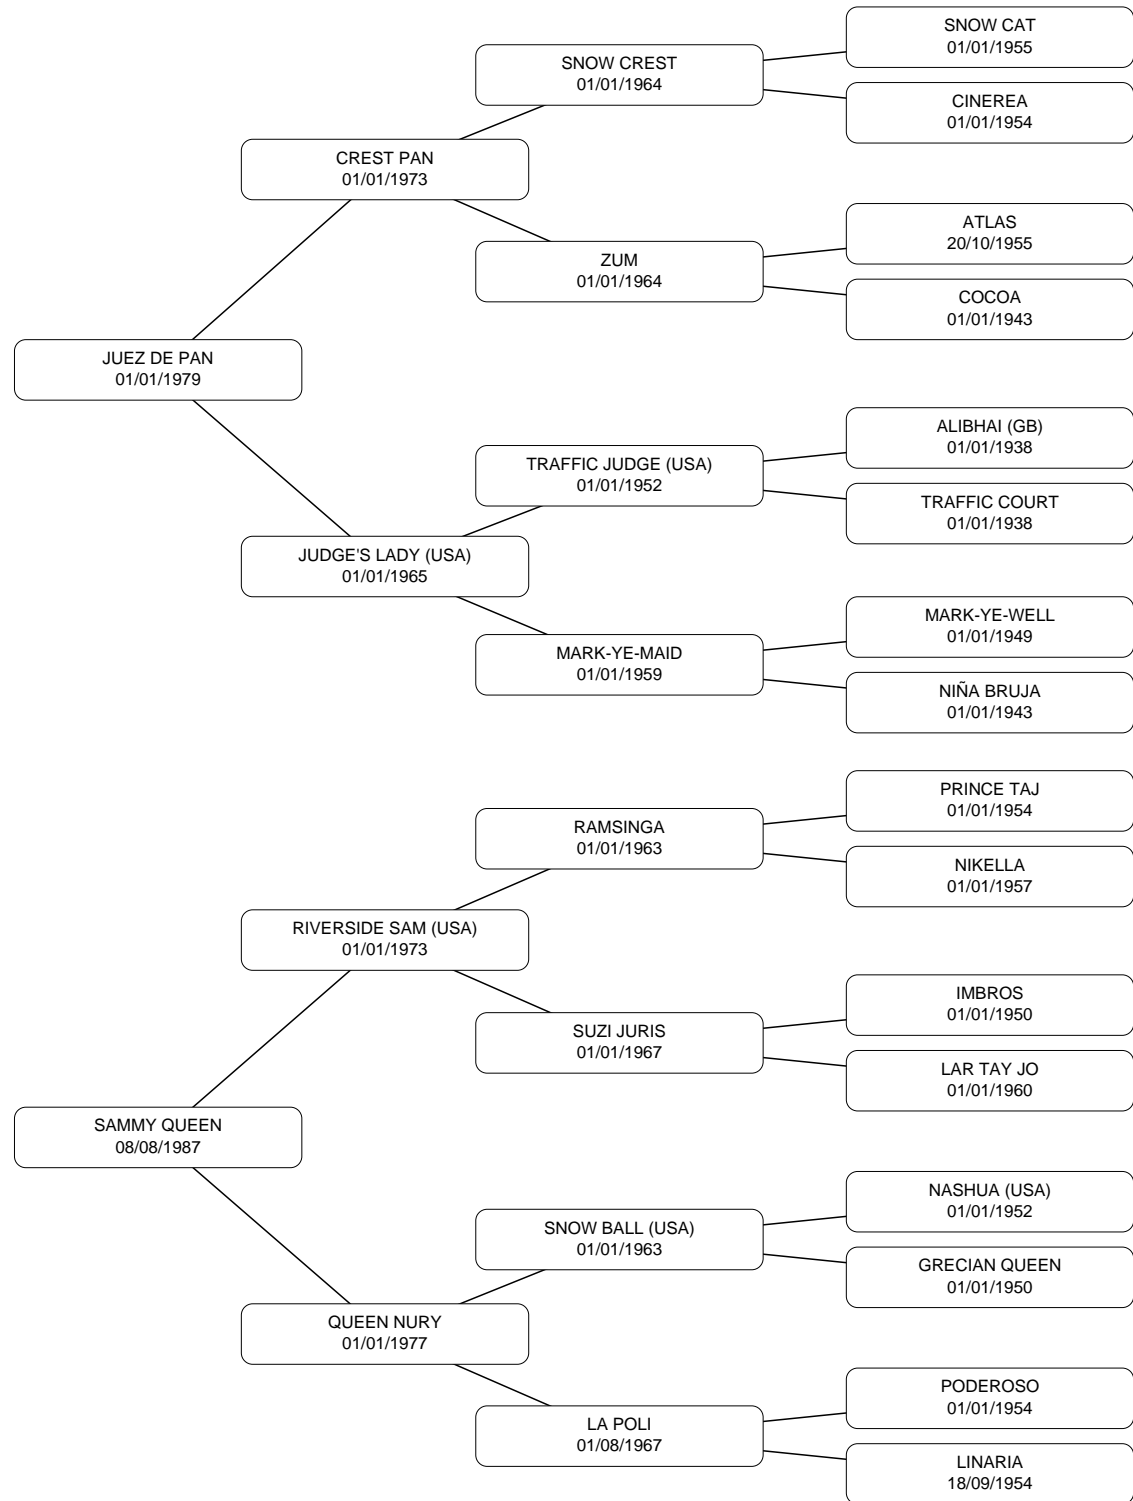 SNOW CAT
01/01/1955
SNOW CREST
01/01/1964
CINEREA
01/01/1954
CREST PAN
01/01/1973
ATLAS
20/10/1955
ZUM
01/01/1964
COCOA
01/01/1943
JUEZ DE PAN
01/01/1979
ALIBHAI (GB)
01/01/1938
TRAFFIC JUDGE (USA)
01/01/1952
TRAFFIC COURT
01/01/1938
JUDGE'S LADY (USA)
01/01/1965
MARK-YE-WELL
01/01/1949
MARK-YE-MAID
01/01/1959
NIÑA BRUJA
01/01/1943
PRINCE TAJ
01/01/1954
RAMSINGA
01/01/1963
NIKELLA
01/01/1957
RIVERSIDE SAM (USA)
01/01/1973
IMBROS
01/01/1950
SUZI JURIS
01/01/1967
LAR TAY JO
01/01/1960
SAMMY QUEEN
08/08/1987
NASHUA (USA)
01/01/1952
SNOW BALL (USA)
01/01/1963
GRECIAN QUEEN
01/01/1950
QUEEN NURY
01/01/1977
PODEROSO
01/01/1954
LA POLI
01/08/1967
LINARIA
18/09/1954